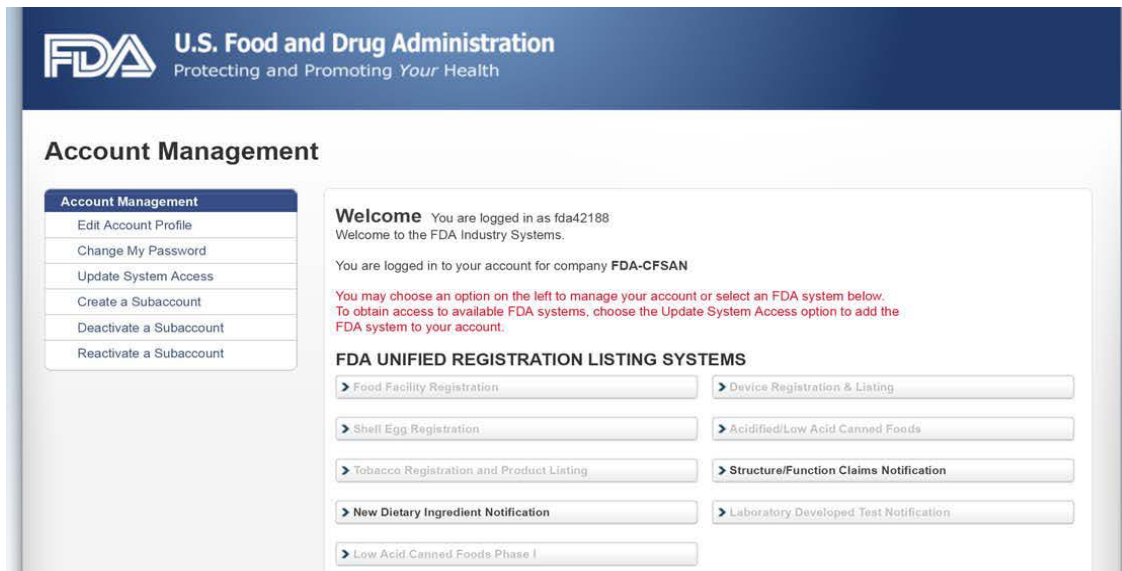 FDA
U.S. Food and Drug Administration
Protecting and Promoting Your Health
Account Management
Account Management
Edit Account Profile
Change My Password
Update System Access
Create a Subaccount
Deactivate a Subaccount
Reactivate a Subaccount
Welcome You are logged in as fda42188
Welcome to the FDA Industry Systems.
You are logged in to your account for company FDA-CFSAN
You may choose an option on the left to manage your account or select an FDA system below.
To obtain access to available FDA systems, choose the Update System Access option to add the
FDA system to your account.
FDA UNIFIED REGISTRATION LISTING SYSTEMS
Food Facility Registration
Device Registration & Listing
Shell Egg Registration
Acidified/Low Acid Canned Foods
Tobacco Registration and Product Listing
Structure/Function Claims Notification
New Dietary Ingredient Notification
Laboratory Developed Test Notification
Low Acid Canned Foods Phase I